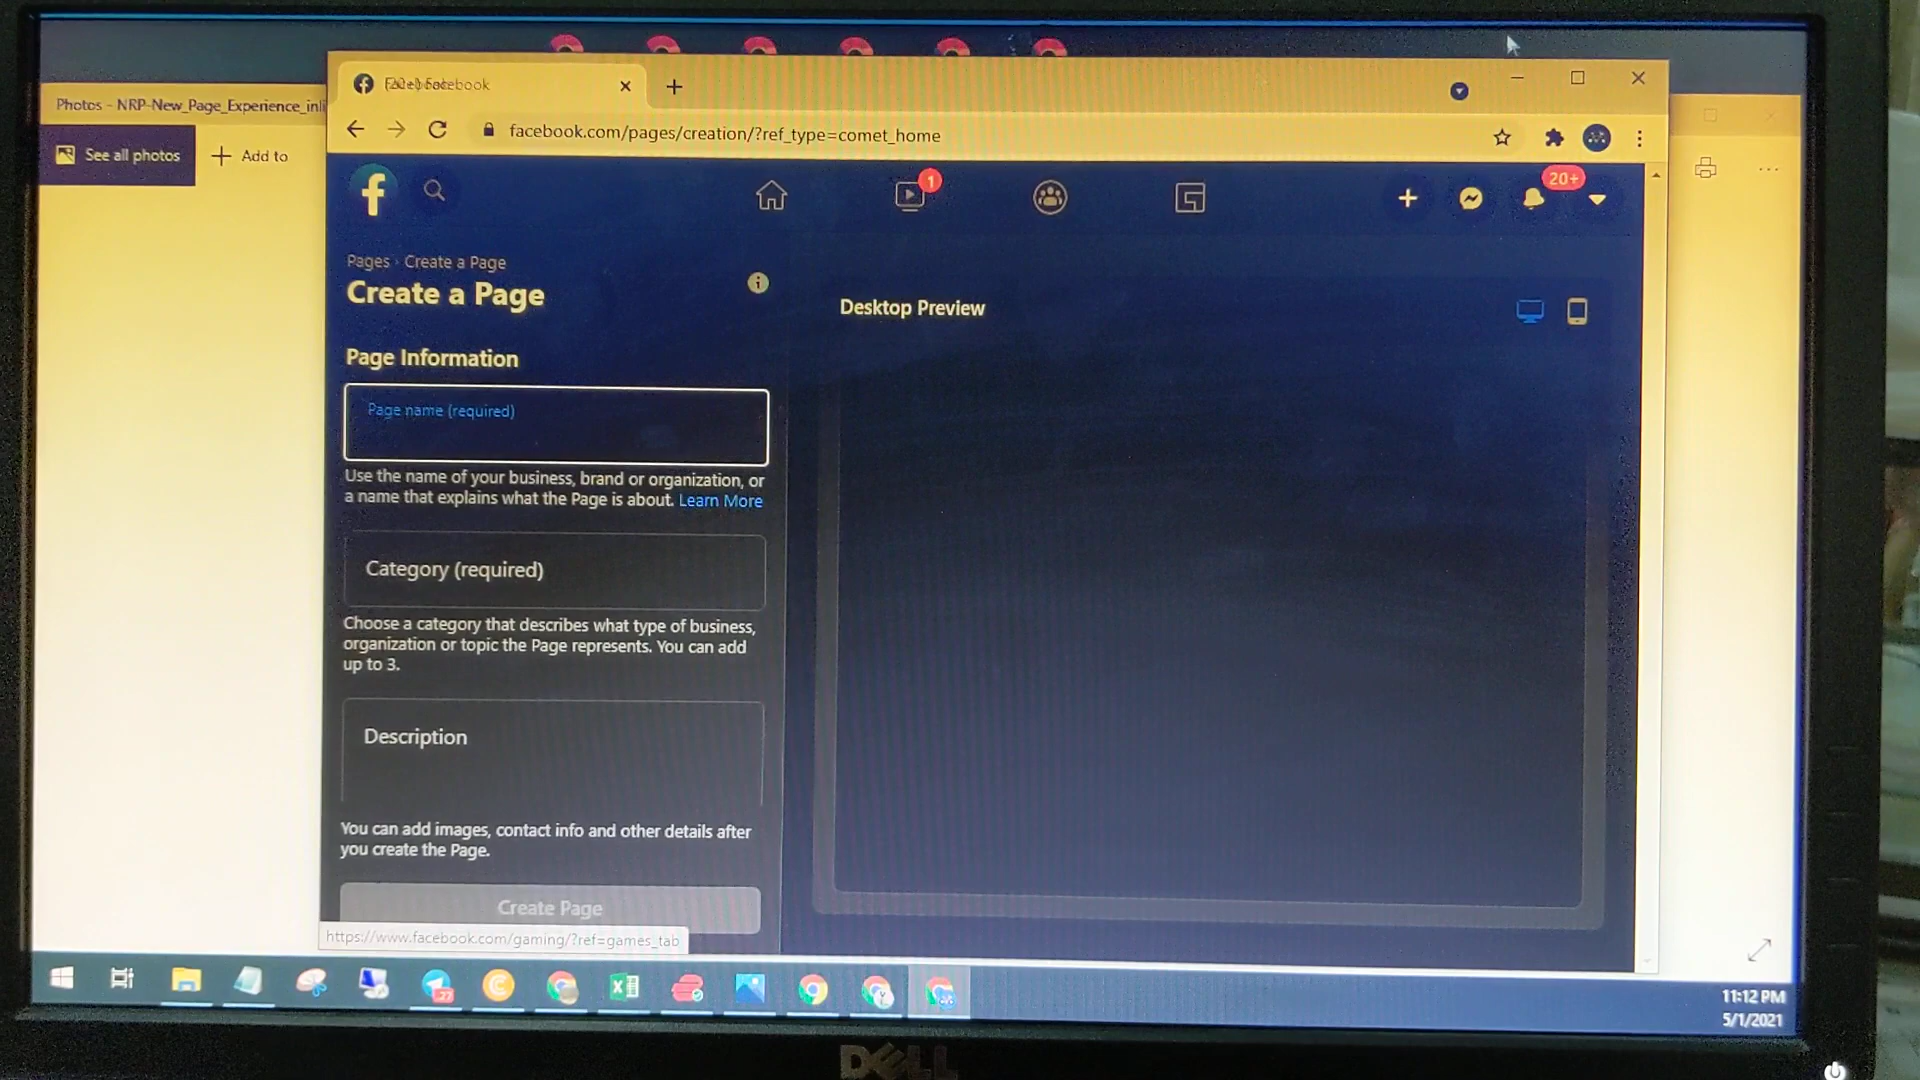 Photos - NRP-New_Page_Experience_inli
See all photos
Add to
facebook.com/pages/creation/?ref_type=comet_home
1
20+
Pages · Create a Page
Create a Page
Page Information
Page name (required)
Use the name of your business, brand or organization, or
a name that explains what the Page is about. Learn More
Category (required)
Choose a category that describes what type of business,
organization or topic the Page represents. You can add
up to 3.
Description
You can add images, contact info and other details after
you create the Page.
Create Page
https://www.facebook.com/gaming/?ref=games_tab
Desktop Preview
11:12 PM
5/1/2021
DELL